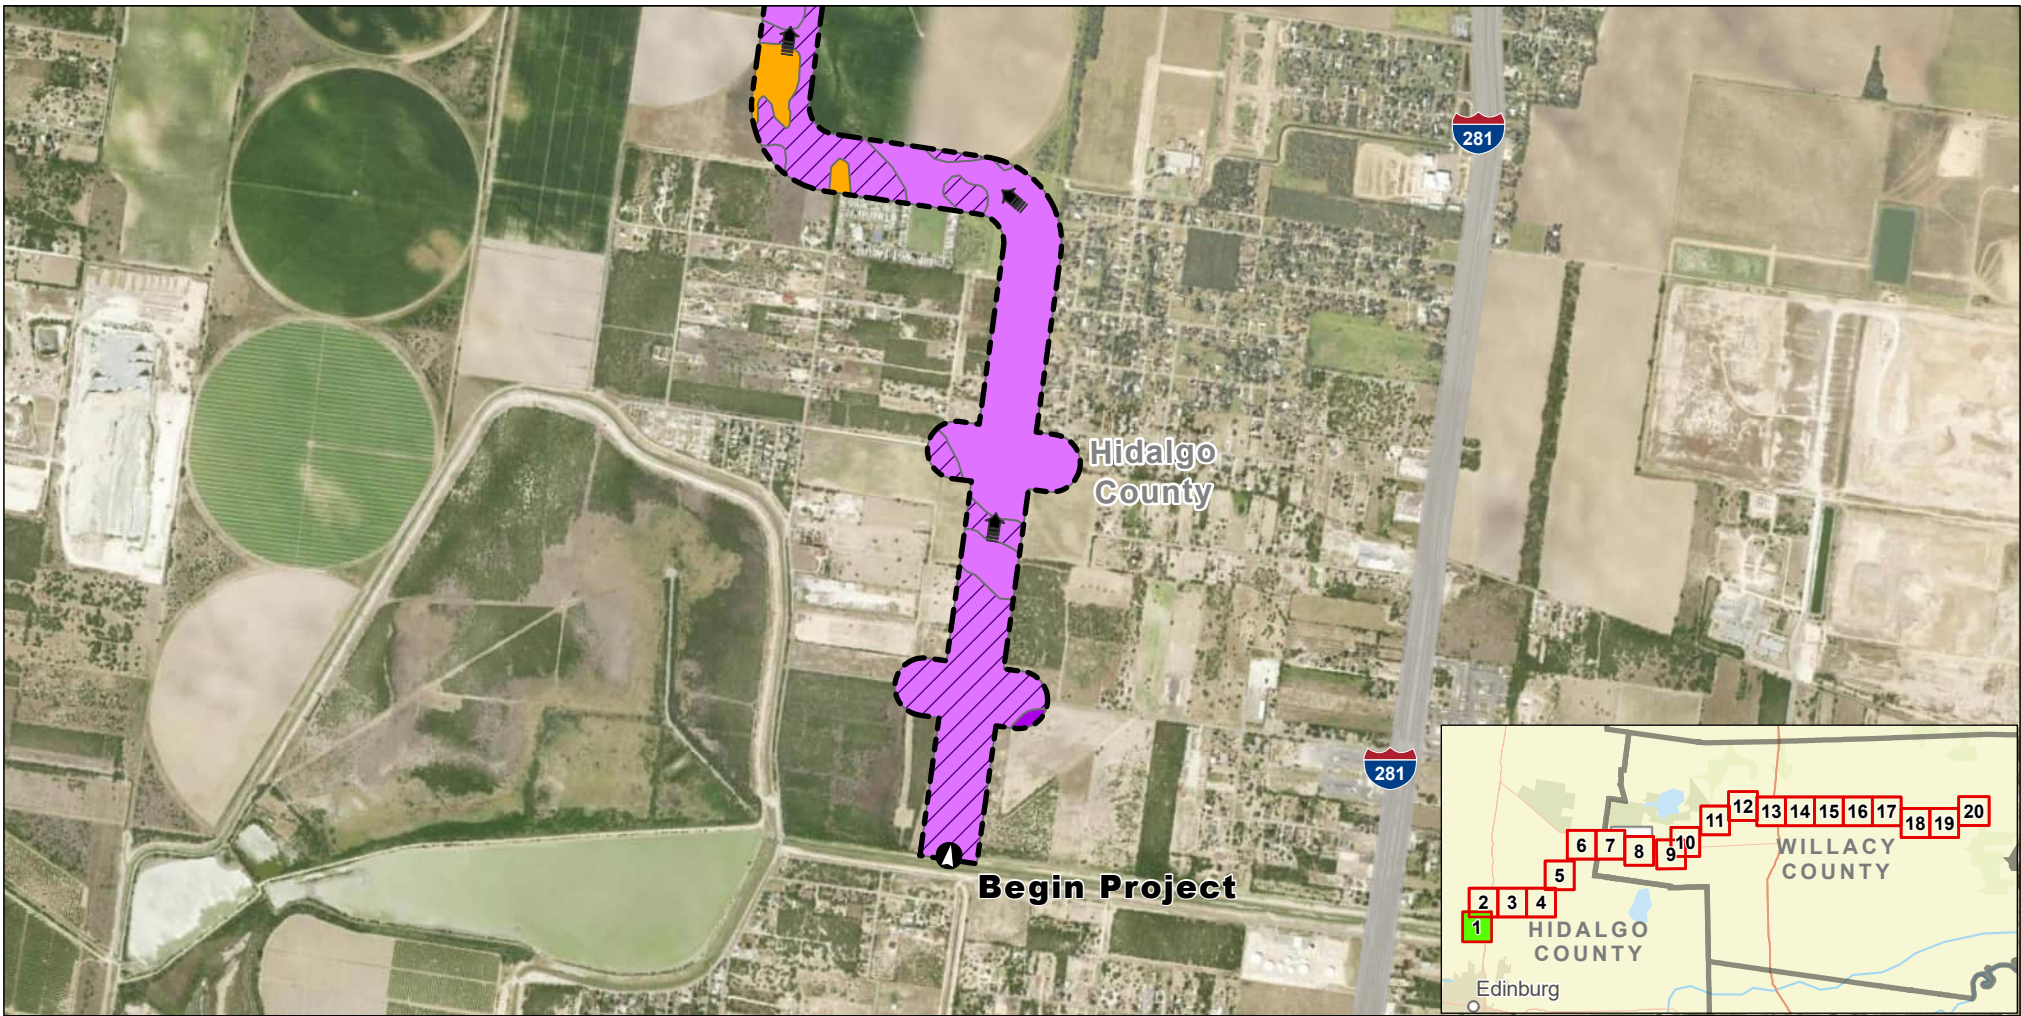 281
Hidalgo
County
281
Begin Project
12 13 14 15 16 17 20
11 18 19
6 7 8 9 10
WILLACY
COUNTY
5
2 3 4
1
HIDALGO
COUNTY
Edinburg